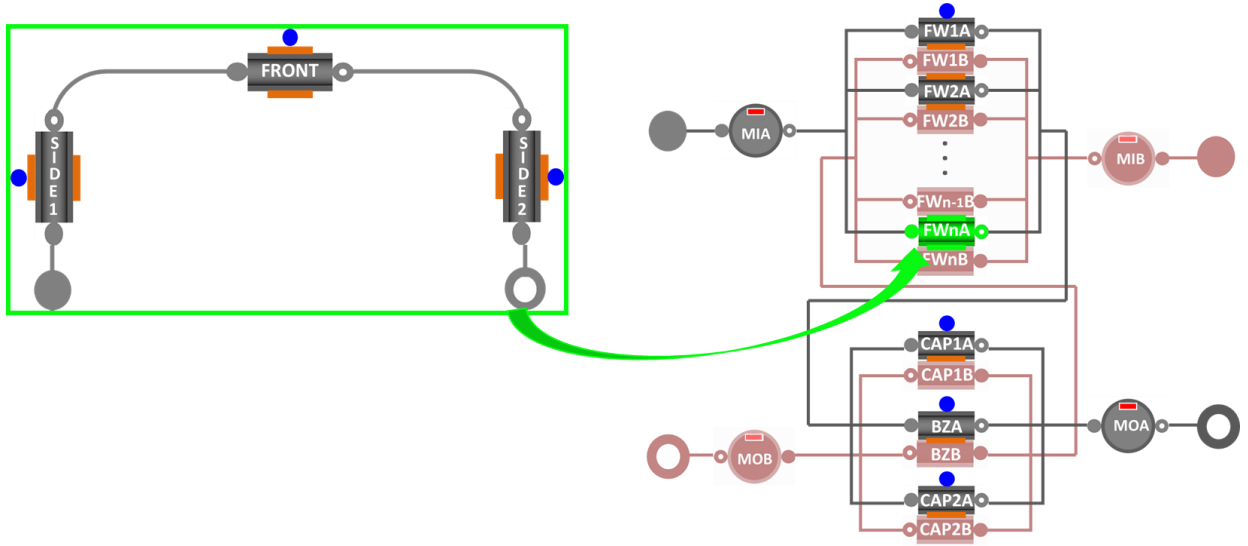 FRONT
SIDE1
SIDE2
FW1A
FW1B
FW2A
FW2B
MIA
MIB
FWn-1B
FWnA
FWnB
CAP1A
CAP1B
BZA
BZB
MOA
MOB
CAP2A
CAP2B